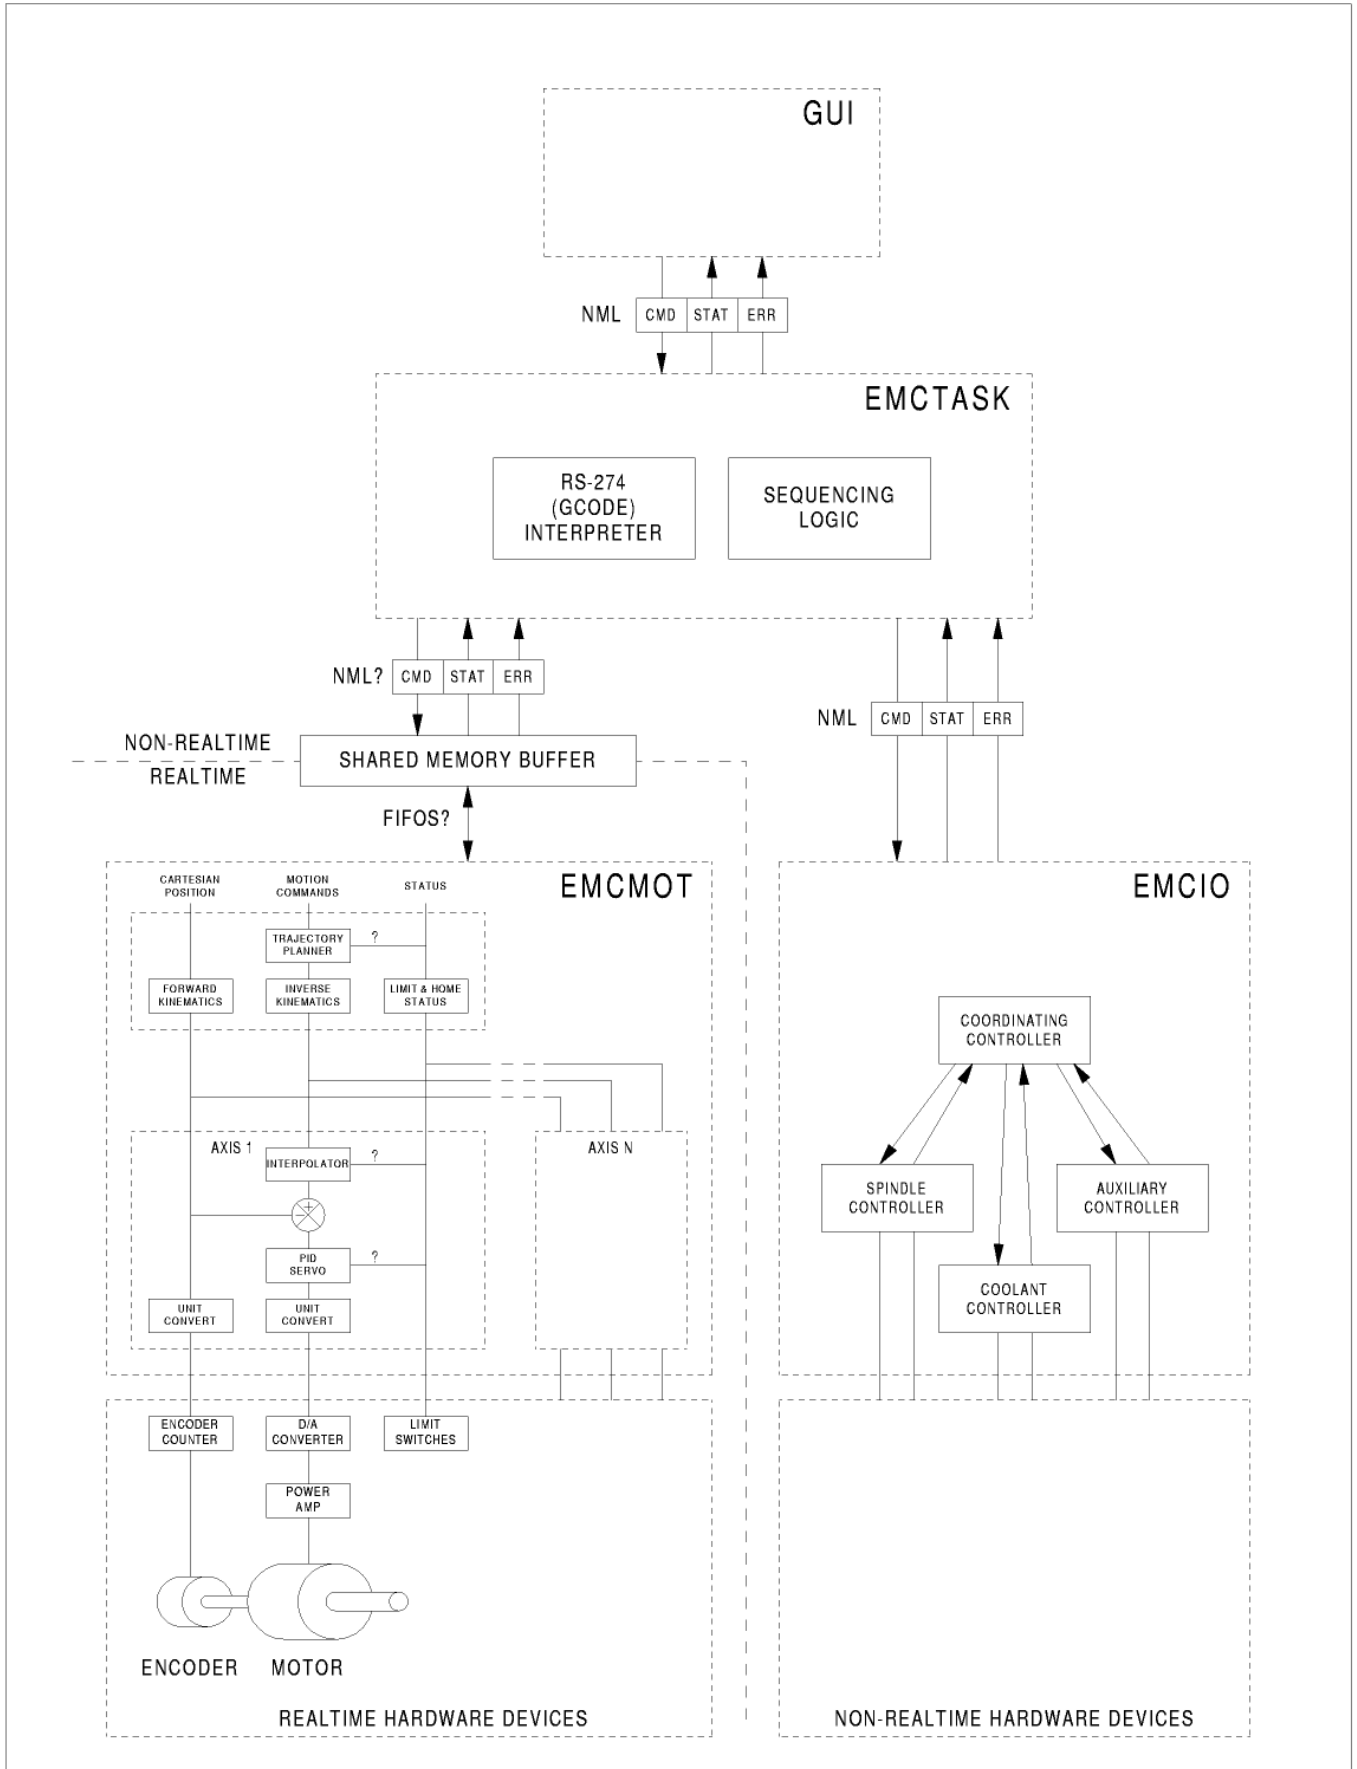 GUI
NML
CMD
STAT
ERR
EMCTASK
RS-274
(GCODE)
INTERPRETER
SEQUENCING
LOGIC
NML?
CMD
STAT
ERR
NML
CMD
STAT
ERR
NON-REALTIME
REALTIME
SHARED MEMORY BUFFER
FIFOS?
EMCMOT
CARTESIAN
POSITION
MOTION
COMMANDS
STATUS
TRAJECTORY
PLANNER
?
FORWARD
KINEMATICS
INVERSE
KINEMATICS
LIMIT & HOME
STATUS
AXIS 1
INTERPOLATOR
?
+
−
PID
SERVO
?
UNIT
CONVERT
UNIT
CONVERT
AXIS N
EMCIO
COORDINATING
CONTROLLER
SPINDLE
CONTROLLER
AUXILIARY
CONTROLLER
COOLANT
CONTROLLER
ENCODER
COUNTER
D/A
CONVERTER
LIMIT
SWITCHES
POWER
AMP
ENCODER
MOTOR
REALTIME HARDWARE DEVICES
NON-REALTIME HARDWARE DEVICES